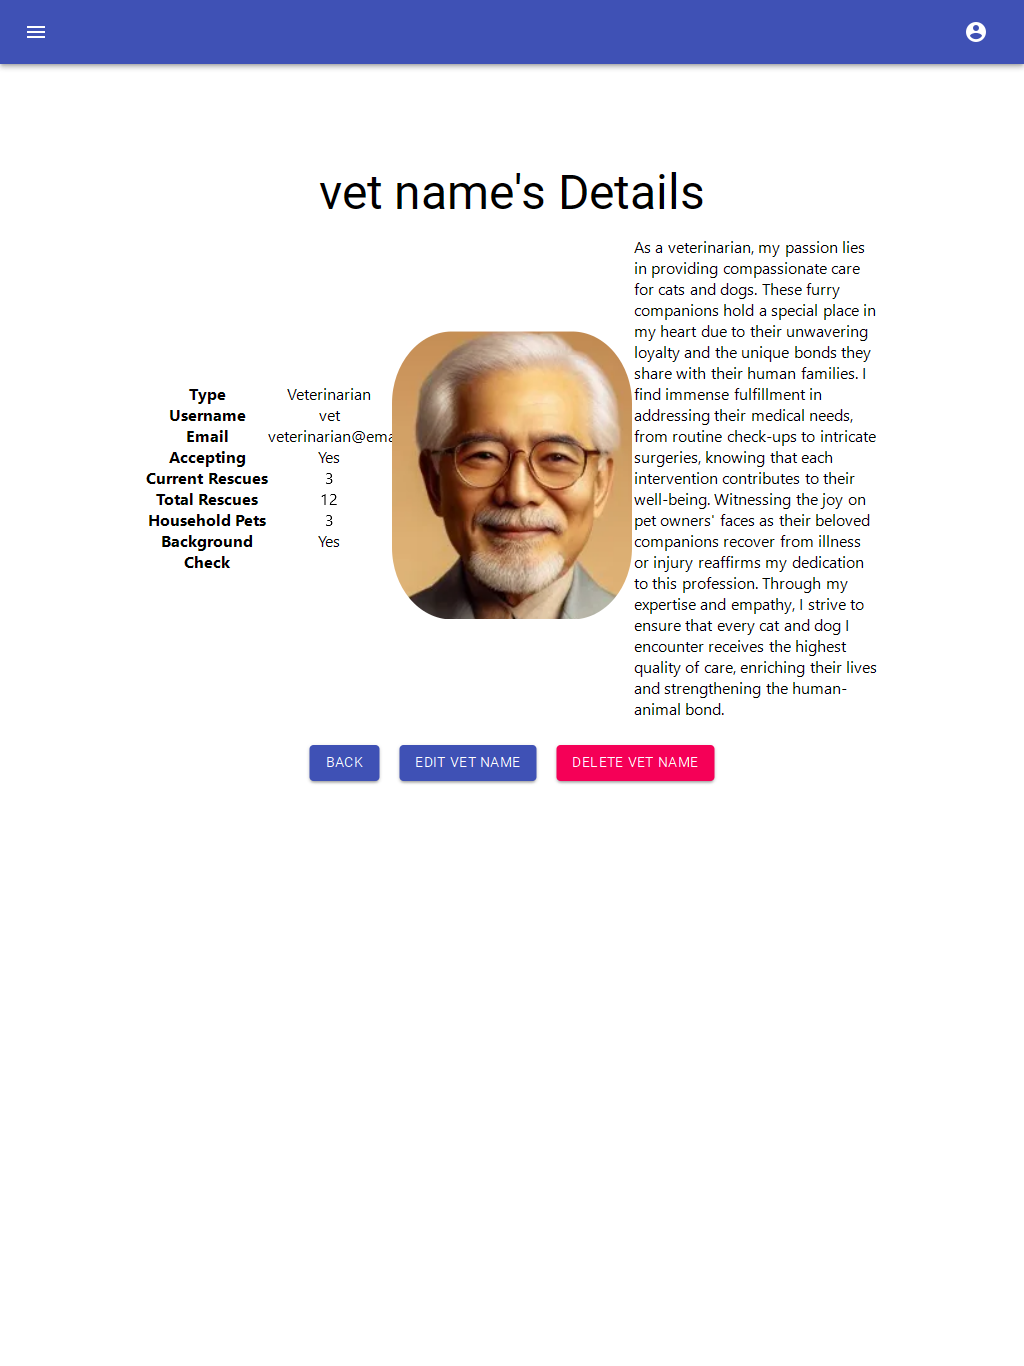 vet name's Details
Type Veterinarian
Username vet
Email veterinarian@ema
Accepting Yes
Current Rescues 3
Total Rescues 12
Household Pets 3
Background Yes
Check
As a veterinarian, my passion lies
in providing compassionate care
for cats and dogs. These furry
companions hold a special place in
my heart due to their unwavering
loyalty and the unique bonds they
share with their human families. I
find immense fulfillment in
addressing their medical needs,
from routine check-ups to intricate
surgeries, knowing that each
intervention contributes to their
well-being. Witnessing the joy on
pet owners' faces as their beloved
companions recover from illness
or injury reaffirms my dedication
to this profession. Through my
expertise and empathy, I strive to
ensure that every cat and dog I
encounter receives the highest
quality of care, enriching their lives
and strengthening the human-
animal bond.
BACK
EDIT VET NAME
DELETE VET NAME